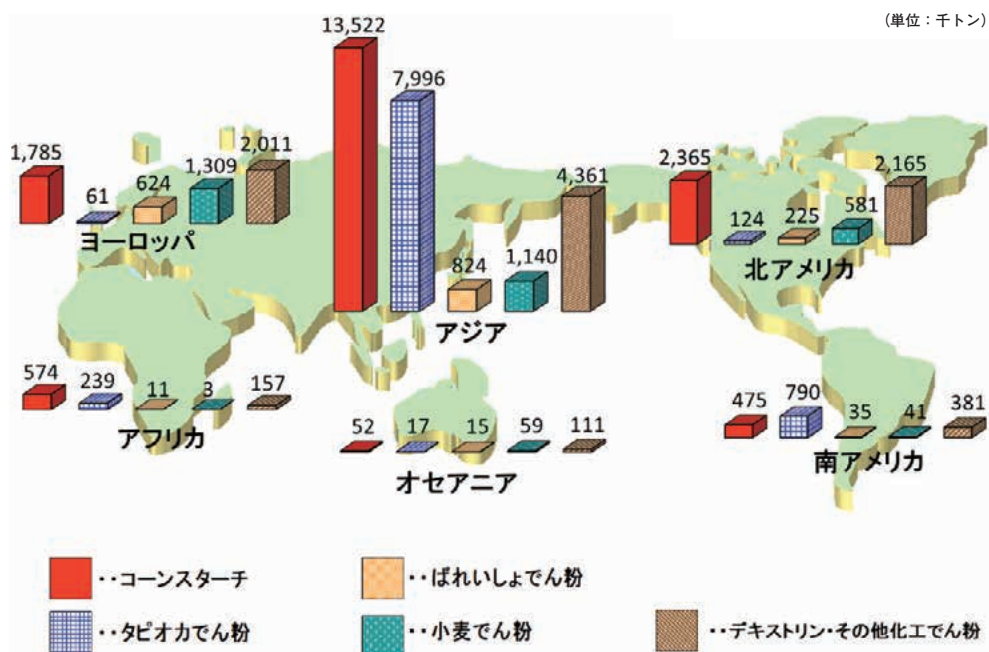 (単位:千トン)
13,522
7,996
1,785
61
624
1,309
2,011
ヨーロッパ
824
1,140
4,361
アジア
2,365
124
225
581
2,165
北アメリカ
574
239
11
3
157
アフリカ
52
17
15
59
111
オセアニア
475
790
35
41
381
南アメリカ
‥コーンスターチ
‥ばれいしょでん粉
‥タピオカでん粉
‥小麦でん粉
‥デキストリン・その他化工でん粉